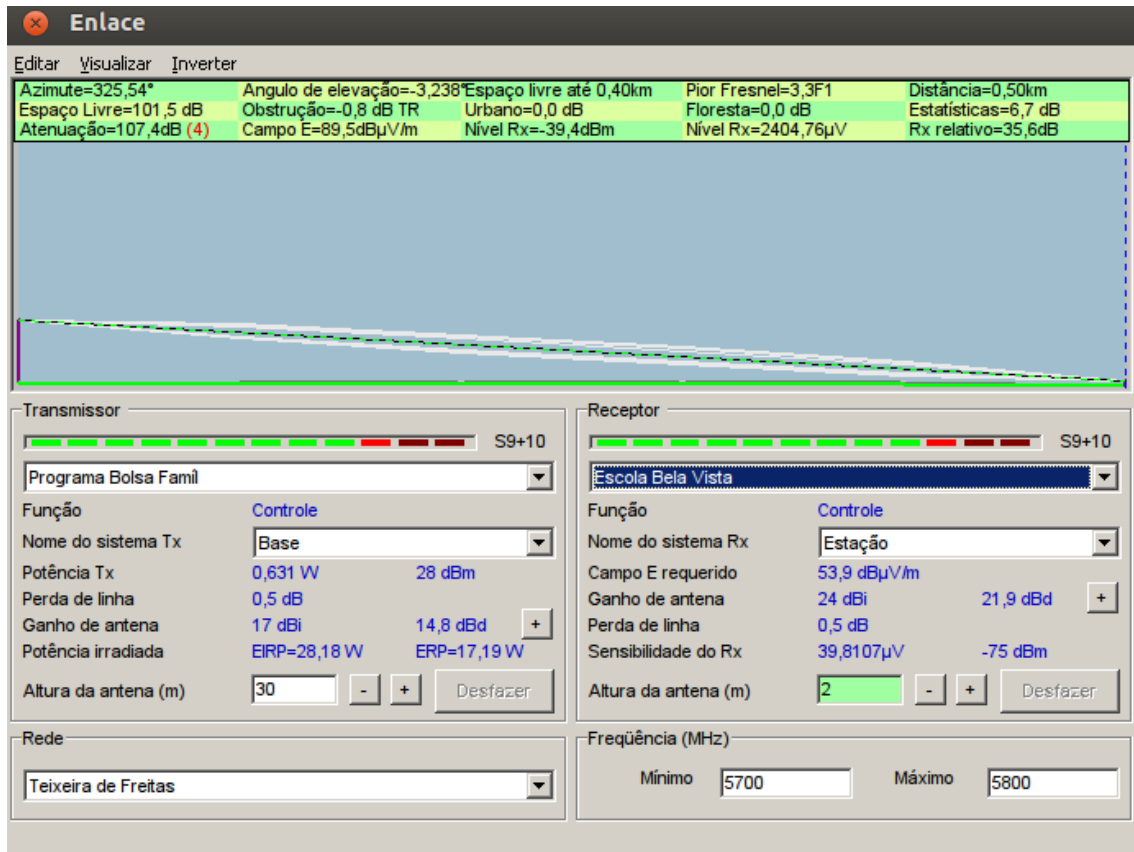 Enlace
Editar Visualizar Inverter
Azimute=325,54° Angulo de elevação=-3,238° Espaço livre até 0,40km Pior Fresnel=3,3F1 Distância=0,50km
Espaço Livre=101,5 dB Obstrução=-0,8 dB TR Urbano=0,0 dB Floresta=0,0 dB Estatísticas=6,7 dB
Atenuação=107,4dB (4) Campo E=89,5dBµV/m Nível Rx=-39,4dBm Nível Rx=2404,76µV Rx relativo=35,6dB
Transmissor
S9+10
Programa Bolsa Famíl
Função Controle
Nome do sistema Tx Base
Potência Tx 0,631 W 28 dBm
Perda de linha 0,5 dB
Ganho de antena 17 dBi 14,8 dBd +
Potência irradiada EIRP=28,18 W ERP=17,19 W
Altura da antena (m) 30 - + Desfazer
Receptor
S9+10
Escola Bela Vista
Função Controle
Nome do sistema Rx Estação
Campo E requerido 53,9 dBµV/m
Ganho de antena 24 dBi 21,9 dBd +
Perda de linha 0,5 dB
Sensibilidade do Rx 39,8107µV -75 dBm
Altura da antena (m) 2 - + Desfazer
Rede
Teixeira de Freitas
Freqüência (MHz)
Mínimo 5700 Máximo 5800